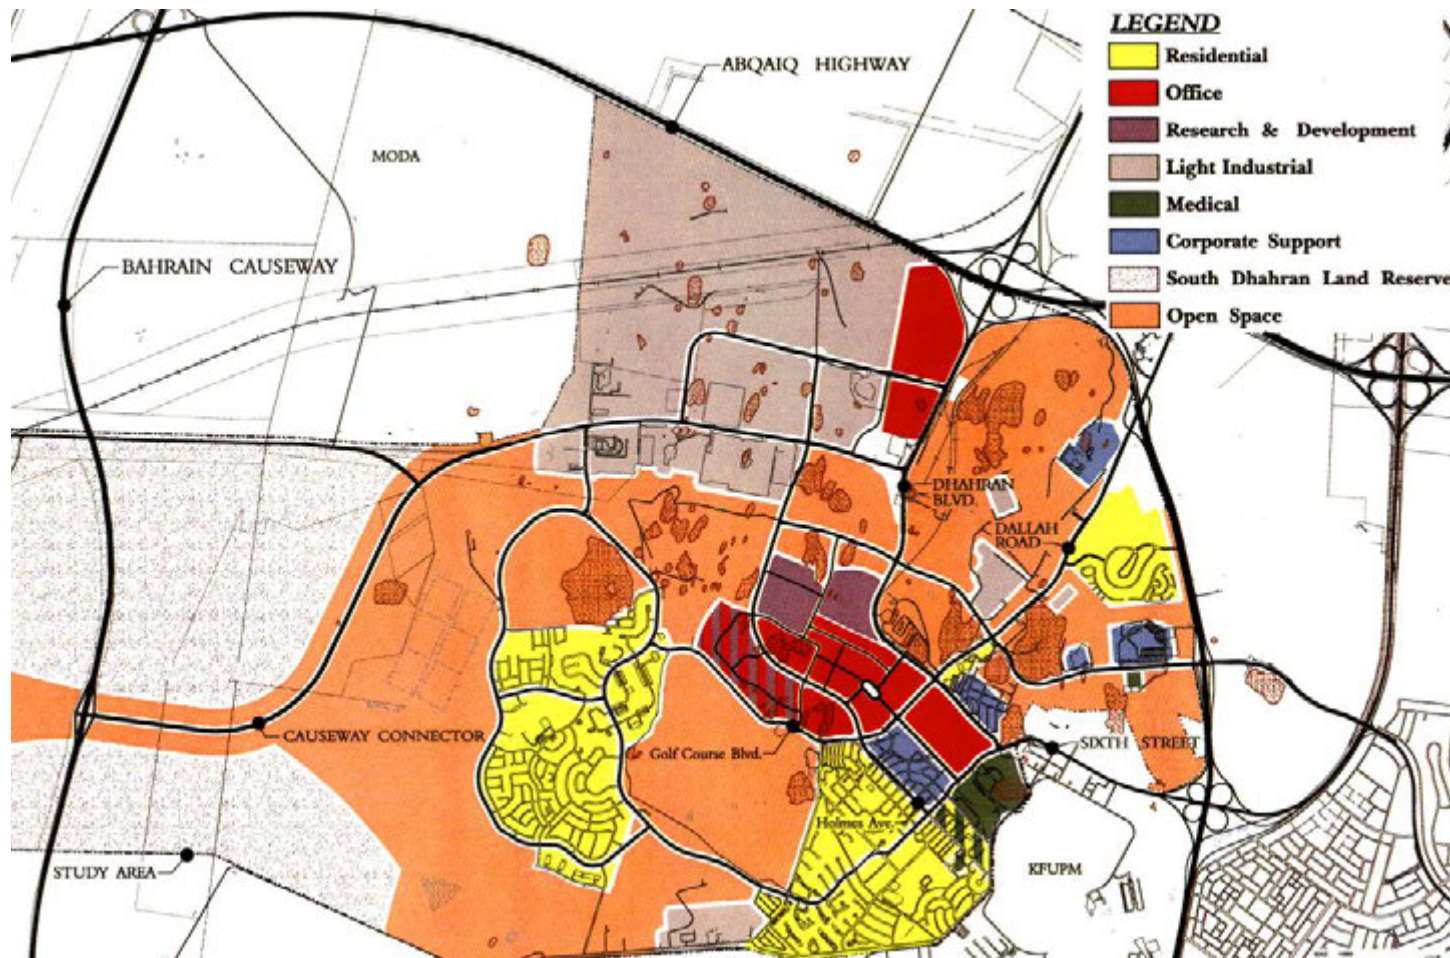 LEGEND
Residential
Office
Research & Development
Light Industrial
Medical
Corporate Support
South Dhahran Land Reserve
Open Space
ABQAIQ HIGHWAY
MODA
BAHRAIN CAUSEWAY
DHAHRAN
BLVD.
DALLAH
ROAD
CAUSEWAY CONNECTOR
Golf Course Blvd.
SIXTH STREET
Holmes Ave.
STUDY AREA
KFUPM